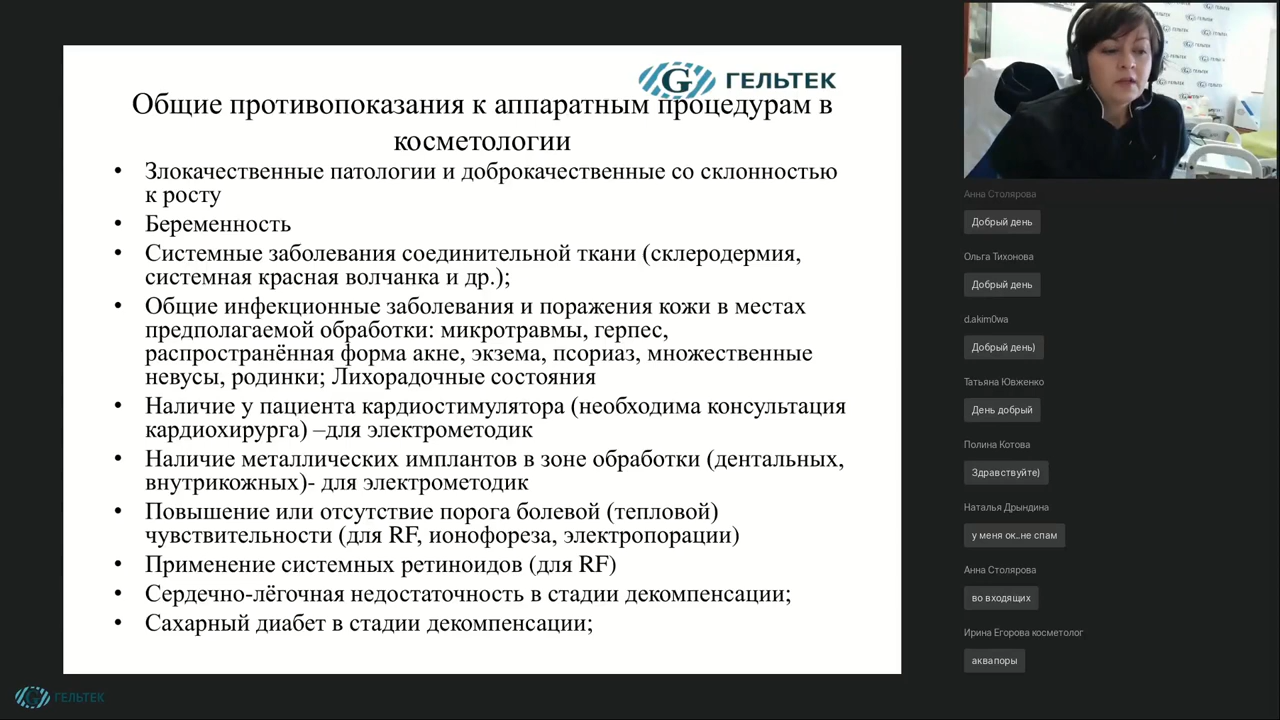 ГЕЛЬТЕК
Общие противопоказания к аппаратным процедурам в
косметологии
• Злокачественные патологии и доброкачественные со склонностью
к росту
• Беременность
• Системные заболевания соединительной ткани (склеродермия,
системная красная волчанка и др.);
• Общие инфекционные заболевания и поражения кожи в местах
предполагаемой обработки: микротравмы, герпес,
распространённая форма акне, экзема, псориаз, множественные
невусы, родинки; Лихорадочные состояния
• Наличие у пациента кардиостимулятора (необходима консультация
кардиохирурга) –для электрометодик
• Наличие металлических имплантов в зоне обработки (дентальных,
внутрикожных)- для электрометодик
• Повышение или отсутствие порога болевой (тепловой)
чувствительности (для RF, ионофореза, электропорации)
• Применение системных ретиноидов (для RF)
• Сердечно-лёгочная недостаточность в стадии декомпенсации;
• Сахарный диабет в стадии декомпенсации;
ГЕЛЬТЕК
Анна Столярова
Добрый день
Ольга Тихонова
Добрый день
d.akim0wa
Добрый день)
Татьяна Ювженко
День добрый
Полина Котова
Здравствуйте)
Наталья Дрындина
у меня ок..не спам
Анна Столярова
во входящих
Ирина Егорова косметолог
аквапоры